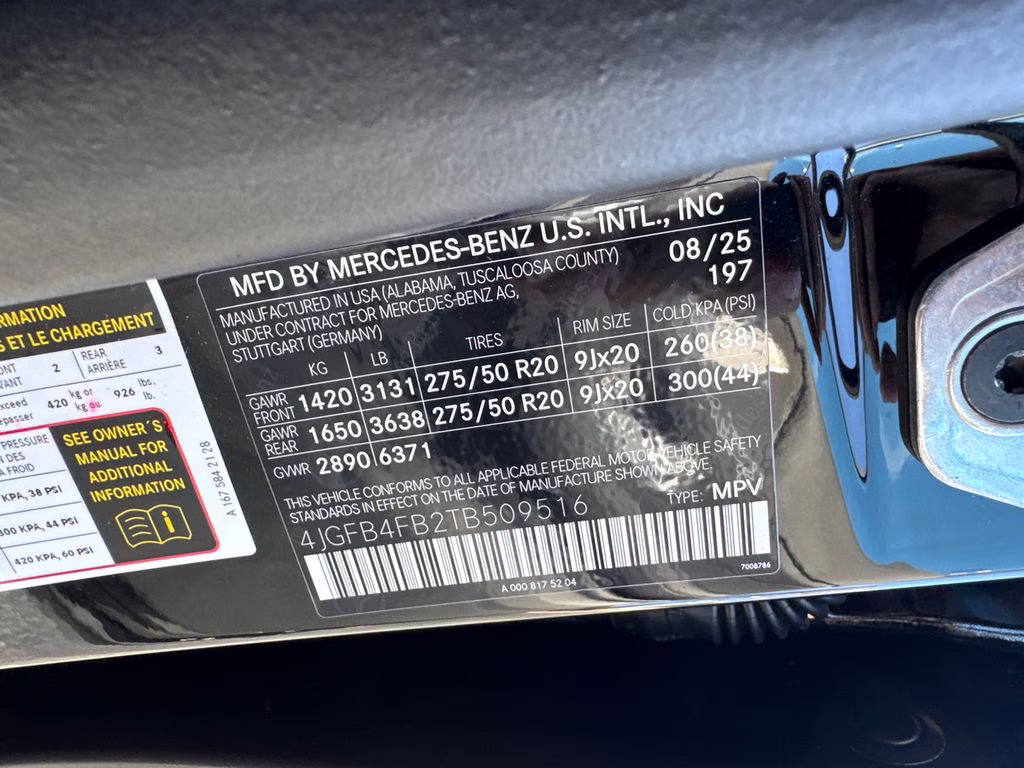 RMATION
S ET LE CHARGEMENT
ONT 2 REAR 3
VANT ARRIÈRE
exceed 420 kg or 926 lbs.
epasser kg ou lb.
PRESSURE
ON DES
À FROID
KPA, 38 PSI
300 KPA, 44 PSI
420 KPA, 60 PSI
SEE OWNER´S
MANUAL FOR
ADDITIONAL
INFORMATION
A 167 584 21 28
MFD BY MERCEDES-BENZ U.S. INTL., INC
MANUFACTURED IN USA (ALABAMA, TUSCALOOSA COUNTY) 08/25
UNDER CONTRACT FOR MERCEDES-BENZ AG, 197
STUTTGART (GERMANY)
KG LB TIRES RIM SIZE COLD KPA (PSI)
GAWR FRONT 1420 3131 275/50 R20 9Jx20 260(38)
GAWR REAR 1650 3638 275/50 R20 9Jx20 300(44)
GVWR 2890 6371
THIS VEHICLE CONFORMS TO ALL APPLICABLE FEDERAL MOTOR VEHICLE SAFETY
STANDARDS IN EFFECT ON THE DATE OF MANUFACTURE SHOWN ABOVE.
4JGFB4FB2TB509516 TYPE: MPV
A 000 817 52 04 7008786